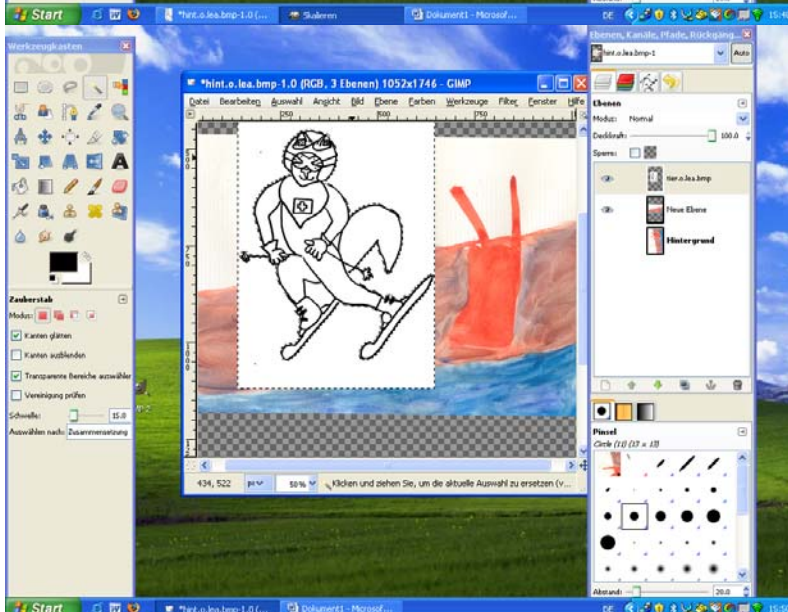 Start
*hint.o.lea.bmp-1.0 (...
Skalieren
Dokument1 - Microsof...
DE
Werkzeugkasten
Zauberstab
Modus:
Kanten glätten
Kanten ausblenden
Transparente Bereiche auswählen
Vereinigung prüfen
Schwelle:
15.0
Auswählen nach: Zusammensetzung
*hint.o.lea.bmp-1.0 (RGB, 3 Ebenen) 1052x1746 – GIMP
Datei Bearbeiten Auswahl Ansicht Bild Ebene Farben Werkzeuge Filter Fenster Hilfe
250
500
750
434, 522
px
50%
Klicken und ziehen Sie, um die aktuelle Auswahl zu ersetzen (v...
Ebenen, Kanäle, Pfade, Rückgäng...
hint.o.lea.bmp-1
Auto
Ebenen
Modus: Normal
Deckkraft:
100.0
Sperre:
tier.o.lea.bmp
Neue Ebene
Hintergrund
Pinsel
Circle (11) (13 × 13)
Abstand:
20.0
Start
*hint.o.lea.bmp-1.0 (...
Dokument1 - Microsof...
DE